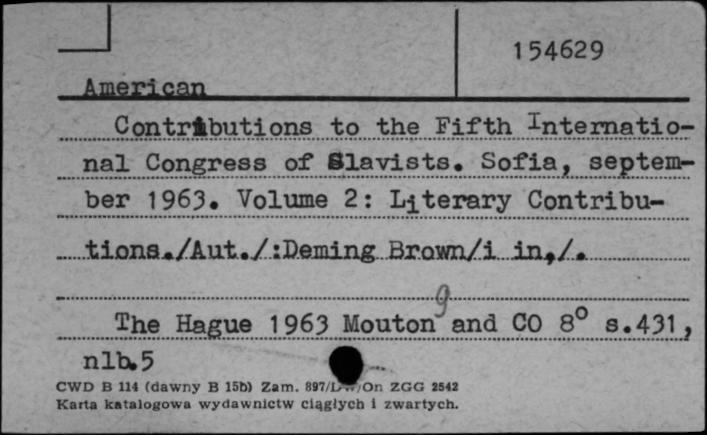 154629
American
Contributions to the Fifth Internatio-
nal Congress of Slavists. Sofia, septem-
ber 1963. Volume 2: Literary Contribu-
tions./Aut./:Deming Brown/i in,/.
9
The Hague 1963 Mouton and CO 8° s.431,
nlb.5
CWD B 114 (dawny B 15b) Zam. 897/ /On ZGG 2542
Karta katalogowa wydawnictw ciągłych i zwartych.